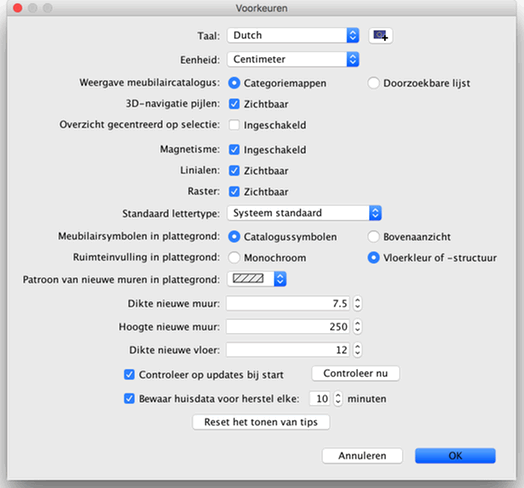 Voorkeuren
Taal: Dutch
Eenheid: Centimeter
Weergave meubilaircatalogus: Categoriemappen Doorzoekbare lijst
3D-navigatie pijlen: Zichtbaar
Overzicht gecentreerd op selectie: Ingeschakeld
Magnetisme: Ingeschakeld
Linialen: Zichtbaar
Raster: Zichtbaar
Standaard lettertype: Systeem standaard
Meubilairsymbolen in plattegrond: Catalogussymbolen Bovenaanzicht
Ruimteinvulling in plattegrond: Monochroom Vloerkleur of -structuur
Patroon van nieuwe muren in plattegrond:
Dikte nieuwe muur: 7.5
Hoogte nieuwe muur: 250
Dikte nieuwe vloer: 12
Controleer op updates bij start Controleer nu
Bewaar huisdata voor herstel elke: 10 minuten
Reset het tonen van tips
Annuleren OK